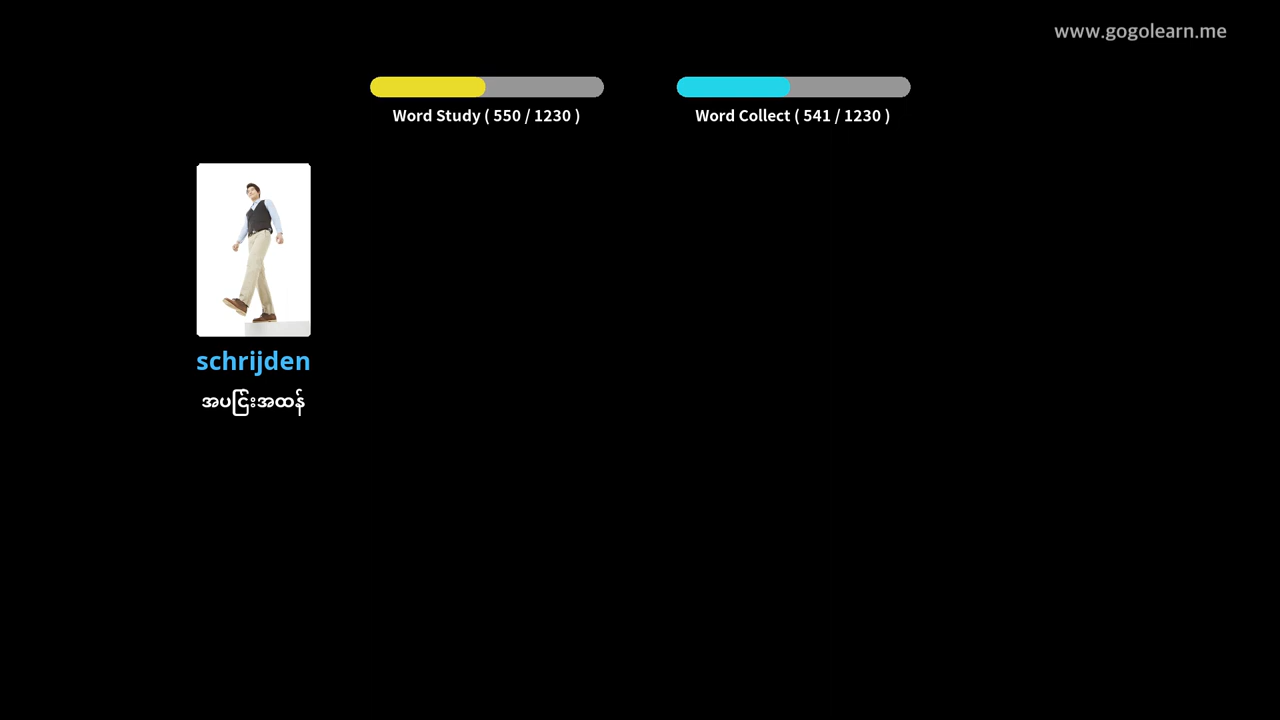 www.gogolearn.me
Word Study ( 550 / 1230 )
Word Collect ( 541 / 1230 )
schrijden
အပြင်းအထန်